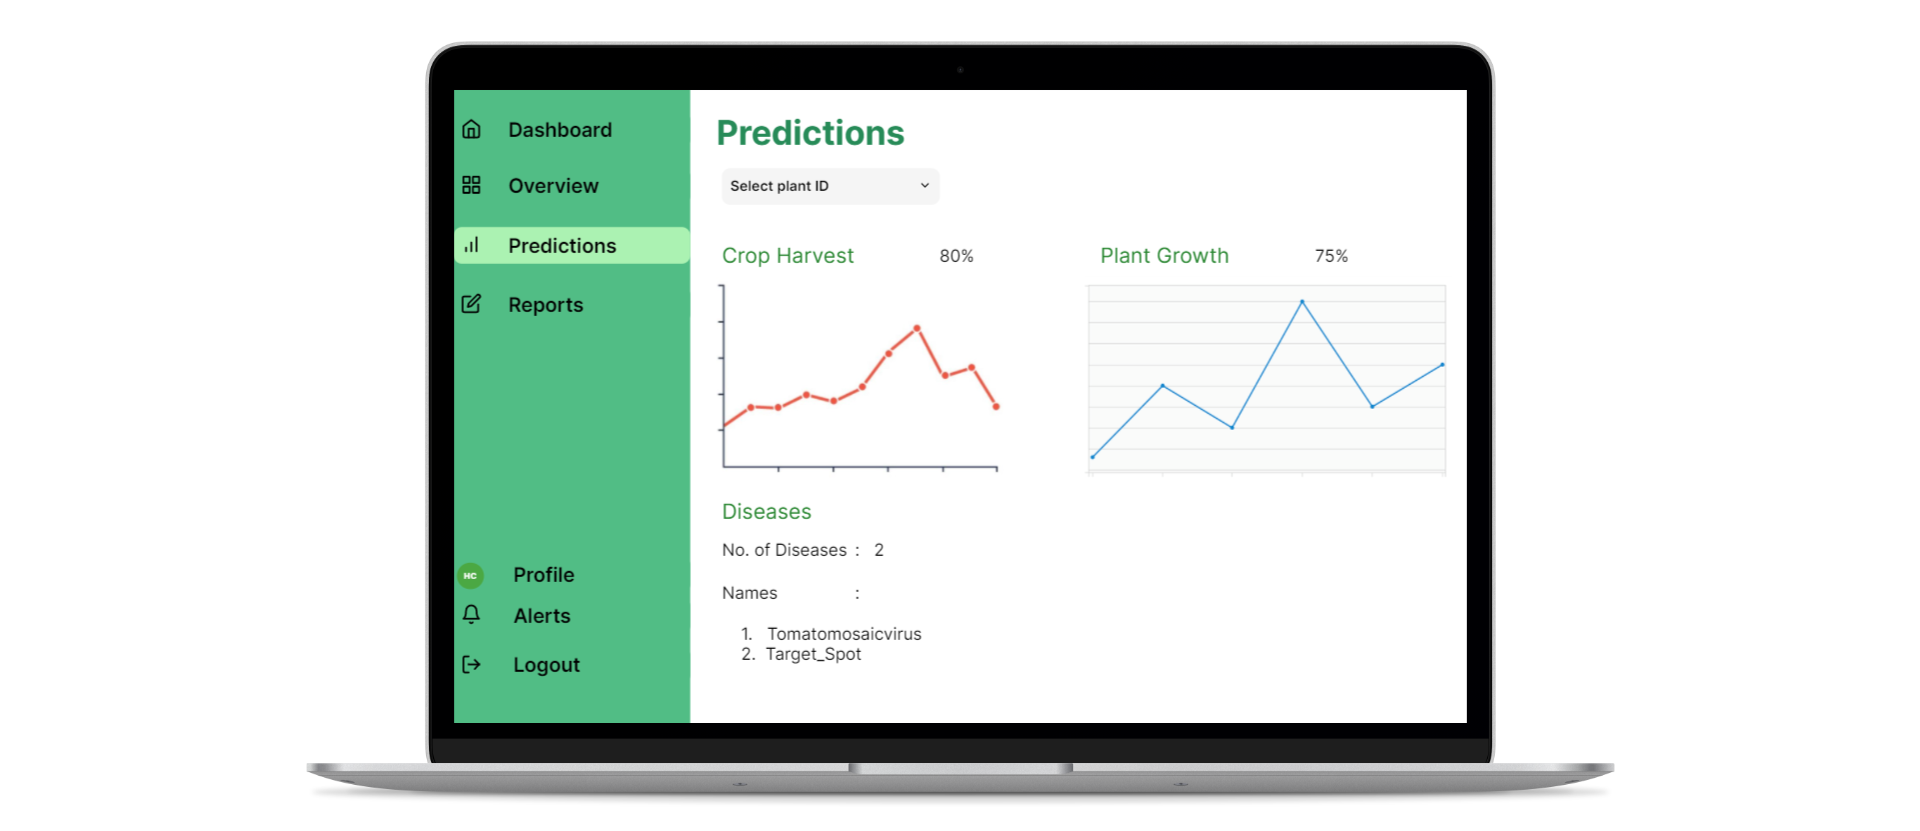 Dashboard
Overview
Predictions
Reports
HC
Profile
Alerts
Logout
Predictions
Select plant ID
Crop Harvest 80%
Plant Growth 75%
Diseases
No. of Diseases : 2
Names :
1. Tomatomosaicvirus
2. Target_Spot